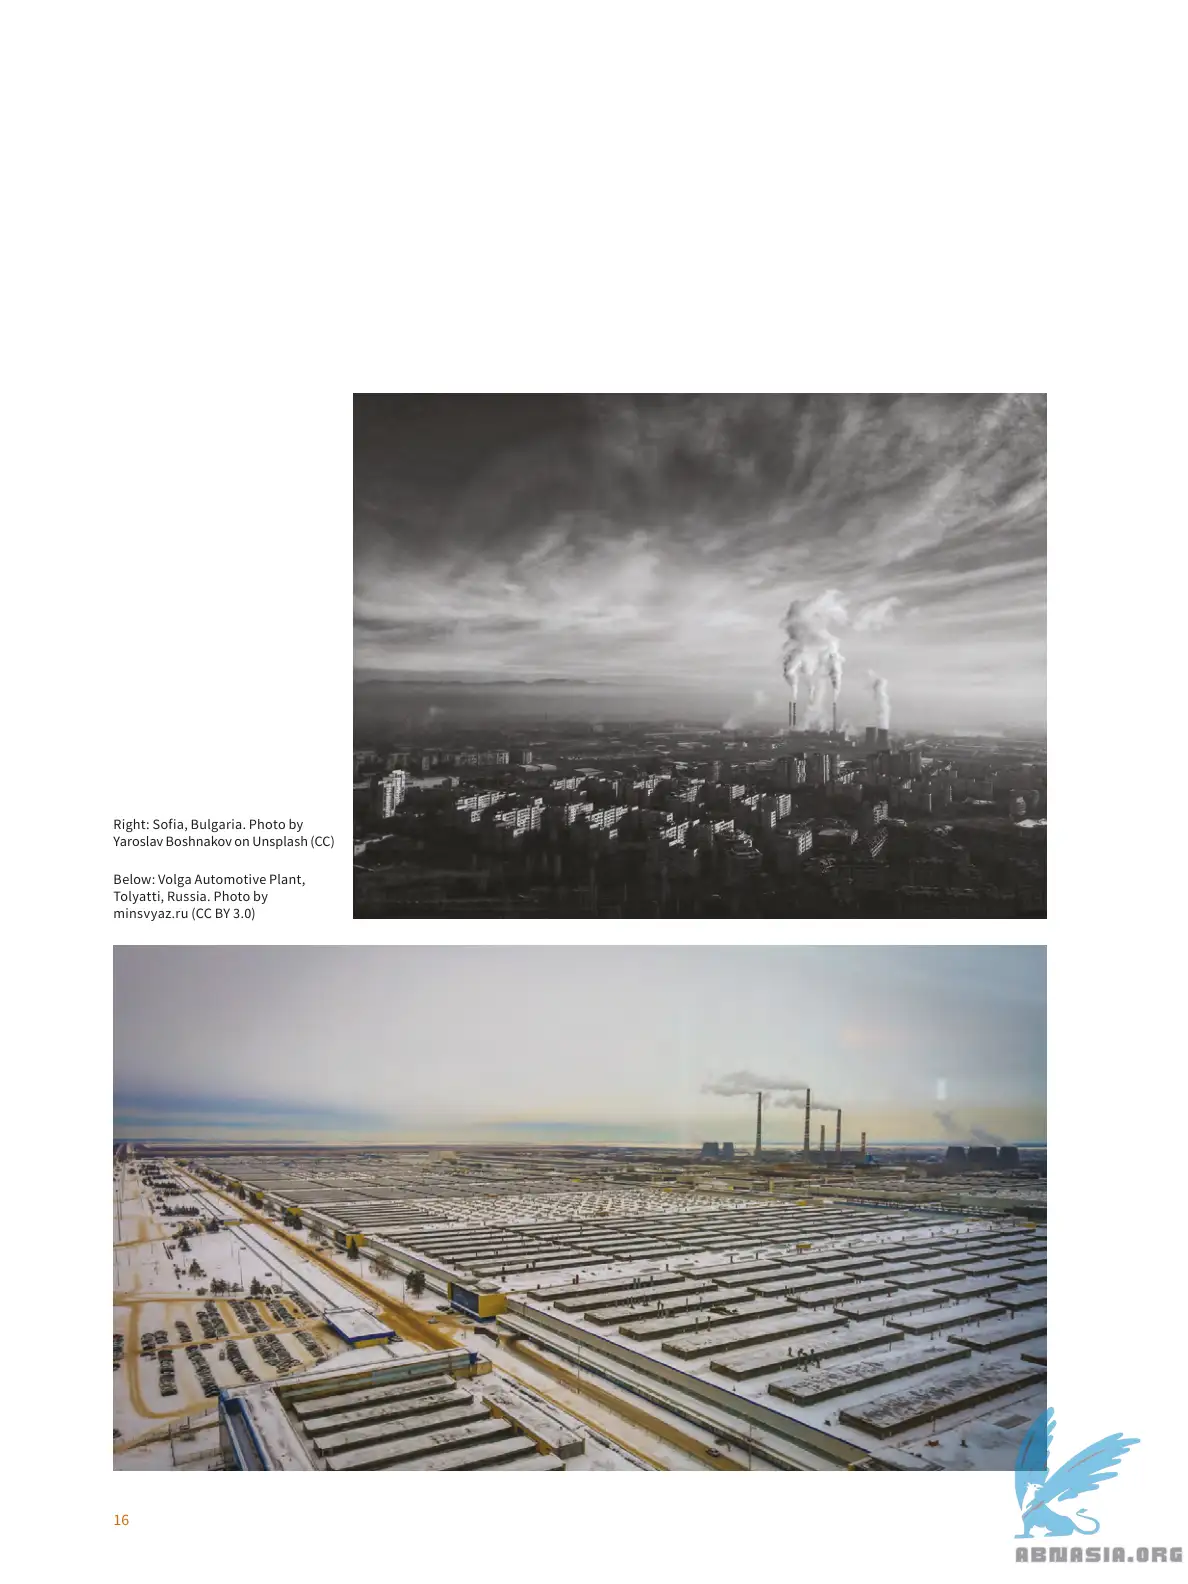 Right: Sofia, Bulgaria. Photo by
Yaroslav Boshnakov on Unsplash (CC)
Below: Volga Automotive Plant,
Tolyatti, Russia. Photo by
minsvyaz.ru (CC BY 3.0)
16
ABNASIA.ORG